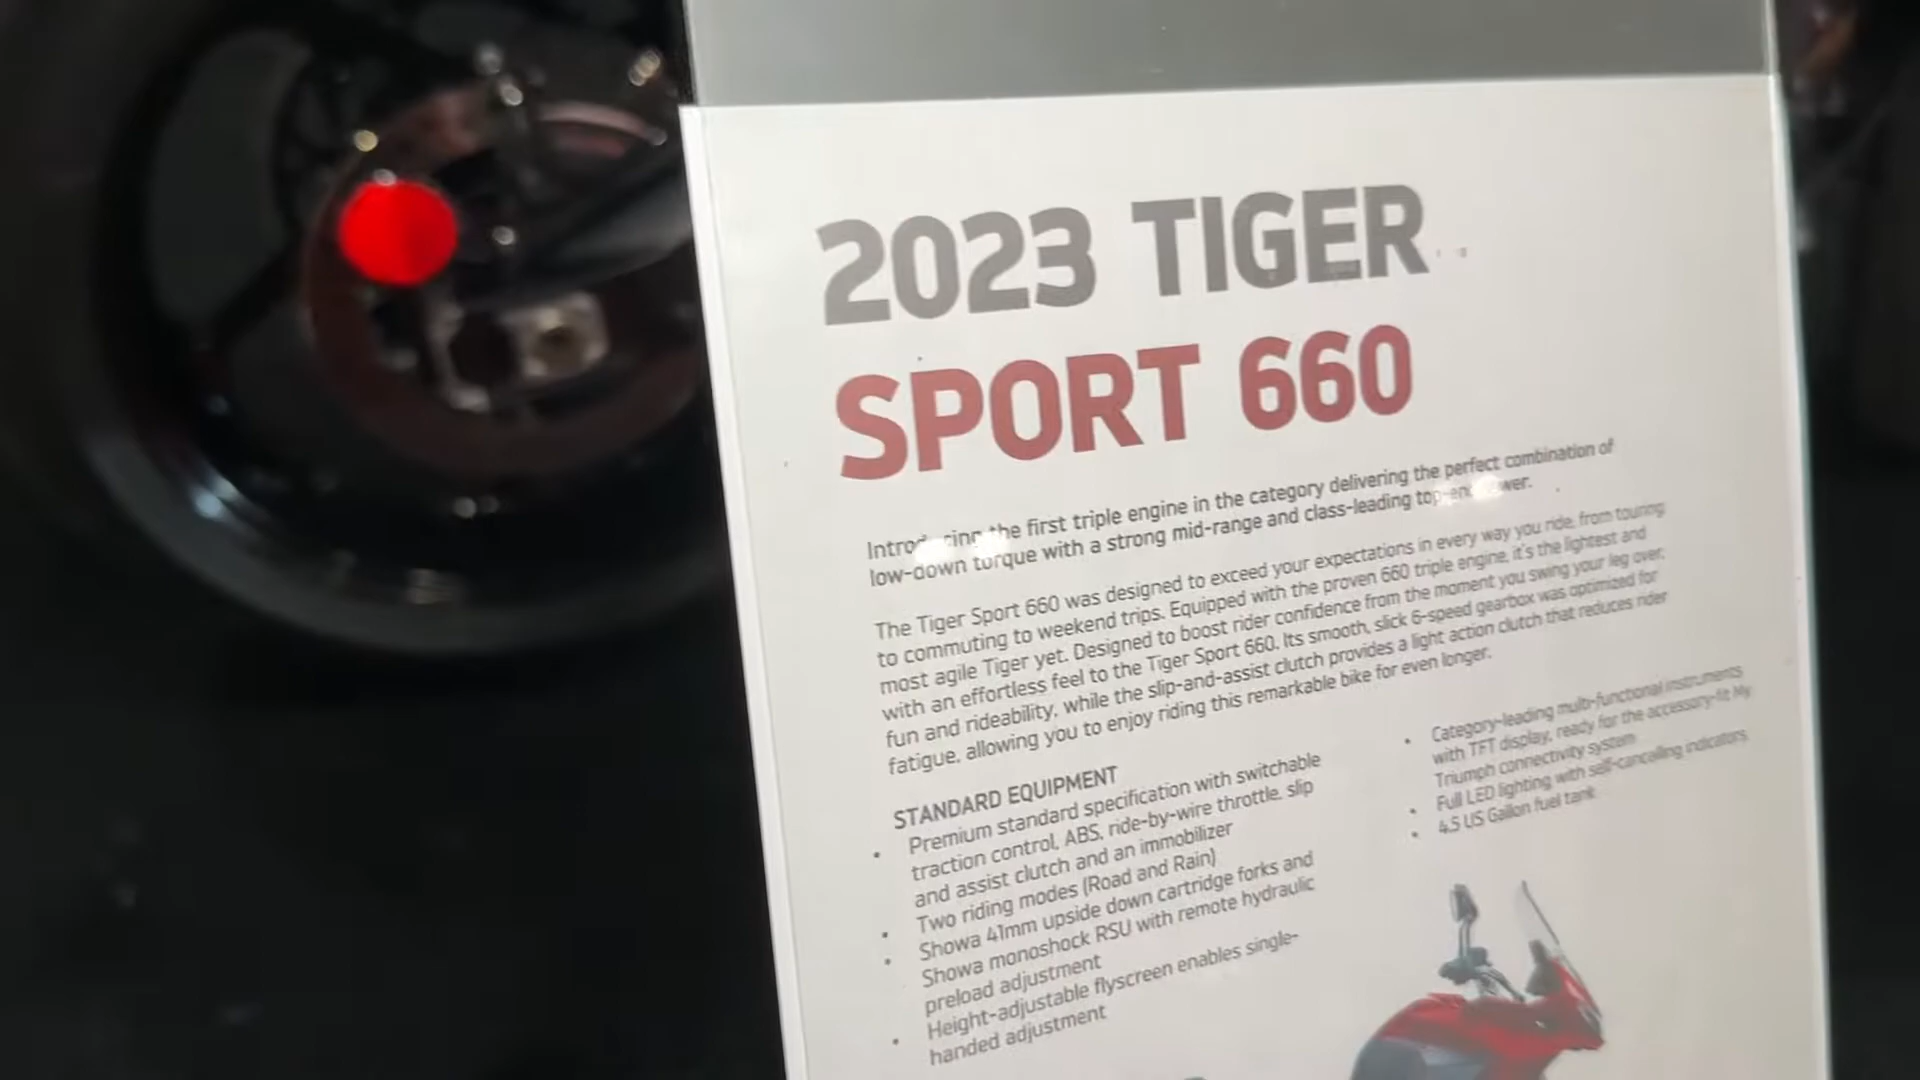 2023 TIGER
SPORT 660
Introducing the first triple engine in the category delivering the perfect combination of
low-down torque with a strong mid-range and class-leading top-end power.
The Tiger Sport 660 was designed to exceed your expectations in every way you ride, from touring
to commuting to weekend trips. Equipped with the proven 660 triple engine, it's the lightest and
most agile Tiger yet. Designed to boost rider confidence from the moment you swing your leg over,
with an effortless feel to the Tiger Sport 660. Its smooth, slick 6-speed gearbox was optimized for
fun and rideability, while the slip-and-assist clutch provides a light action clutch that reduces rider
fatigue, allowing you to enjoy riding this remarkable bike for even longer.
STANDARD EQUIPMENT
• Premium standard specification with switchable
traction control, ABS, ride-by-wire throttle, slip
and assist clutch and an immobilizer
• Two riding modes (Road and Rain)
• Showa 41mm upside down cartridge forks and
Showa monoshock RSU with remote hydraulic
preload adjustment
• Height-adjustable flyscreen enables single-
handed adjustment
• Category-leading multi-functional instruments
with TFT display, ready for the accessory-fit My
Triumph connectivity system
• Full LED lighting with self-cancelling indicators
• 4.5 US Gallon fuel tank